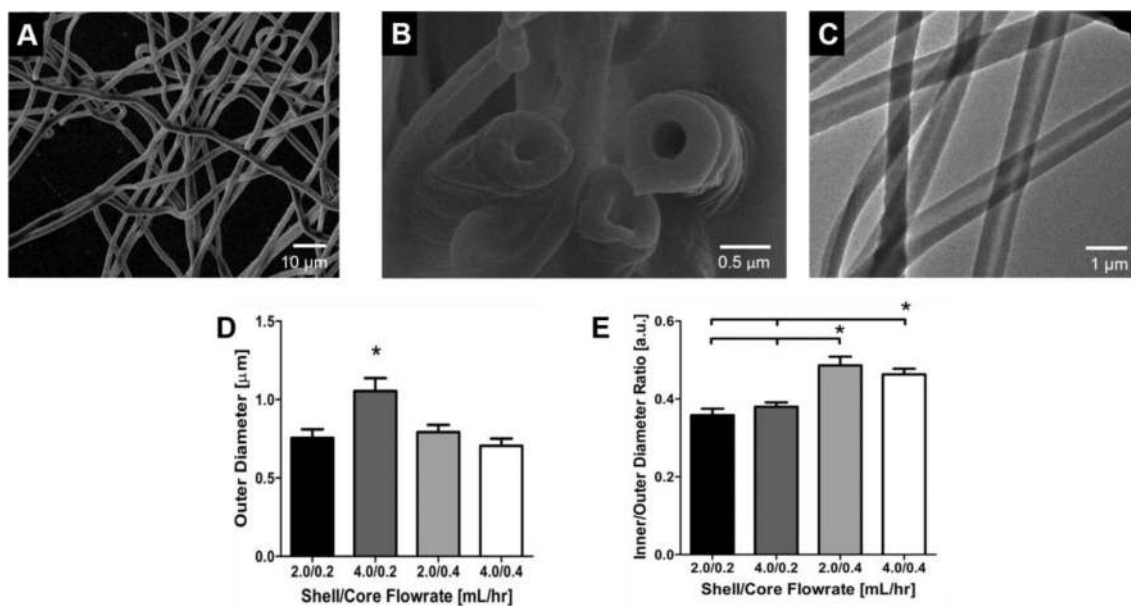 A
10 μm
B
0.5 μm
C
1 μm
D
Outer Diameter [μm]
1.5
1.0
0.5
0.0
*
2.0/0.2 4.0/0.2 2.0/0.4 4.0/0.4
Shell/Core Flowrate [mL/hr]
E
Inner/Outer Diameter Ratio [a.u.]
0.6
0.4
0.2
0.0
*
*
2.0/0.2 4.0/0.2 2.0/0.4 4.0/0.4
Shell/Core Flowrate [mL/hr]